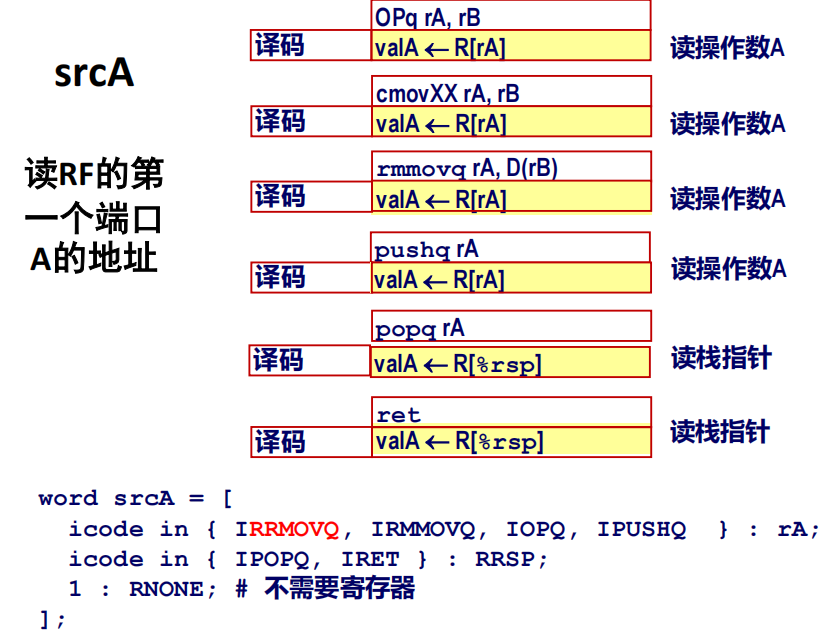 srcA
读RF的第
一个端口
A的地址
OPq rA, rB
译码 valA ← R[rA] 读操作数A
cmovXX rA, rB
译码 valA ← R[rA] 读操作数A
rmmovq rA, D(rB)
译码 valA ← R[rA] 读操作数A
pushq rA
译码 valA ← R[rA] 读操作数A
popq rA
译码 valA ← R[%rsp] 读栈指针
ret
译码 valA ← R[%rsp] 读栈指针
word srcA = [
icode in { IRRMOVQ, IRMMOVQ, IOPQ, IPUSHQ } : rA;
icode in { IPOPQ, IRET } : RRSP;
1 : RNONE; # 不需要寄存器
];